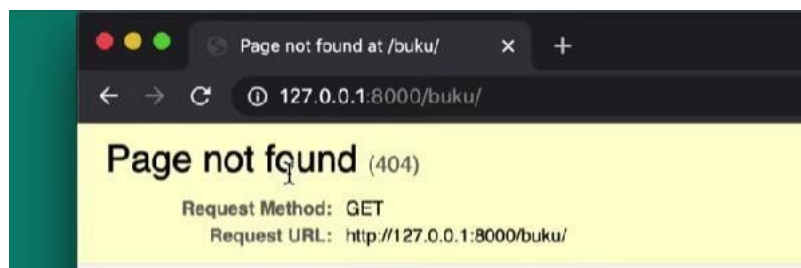 Page not found at /buku/
127.0.0.1:8000/buku/
Page not found (404)
Request Method: GET
Request URL: http://127.0.0.1:8000/buku/